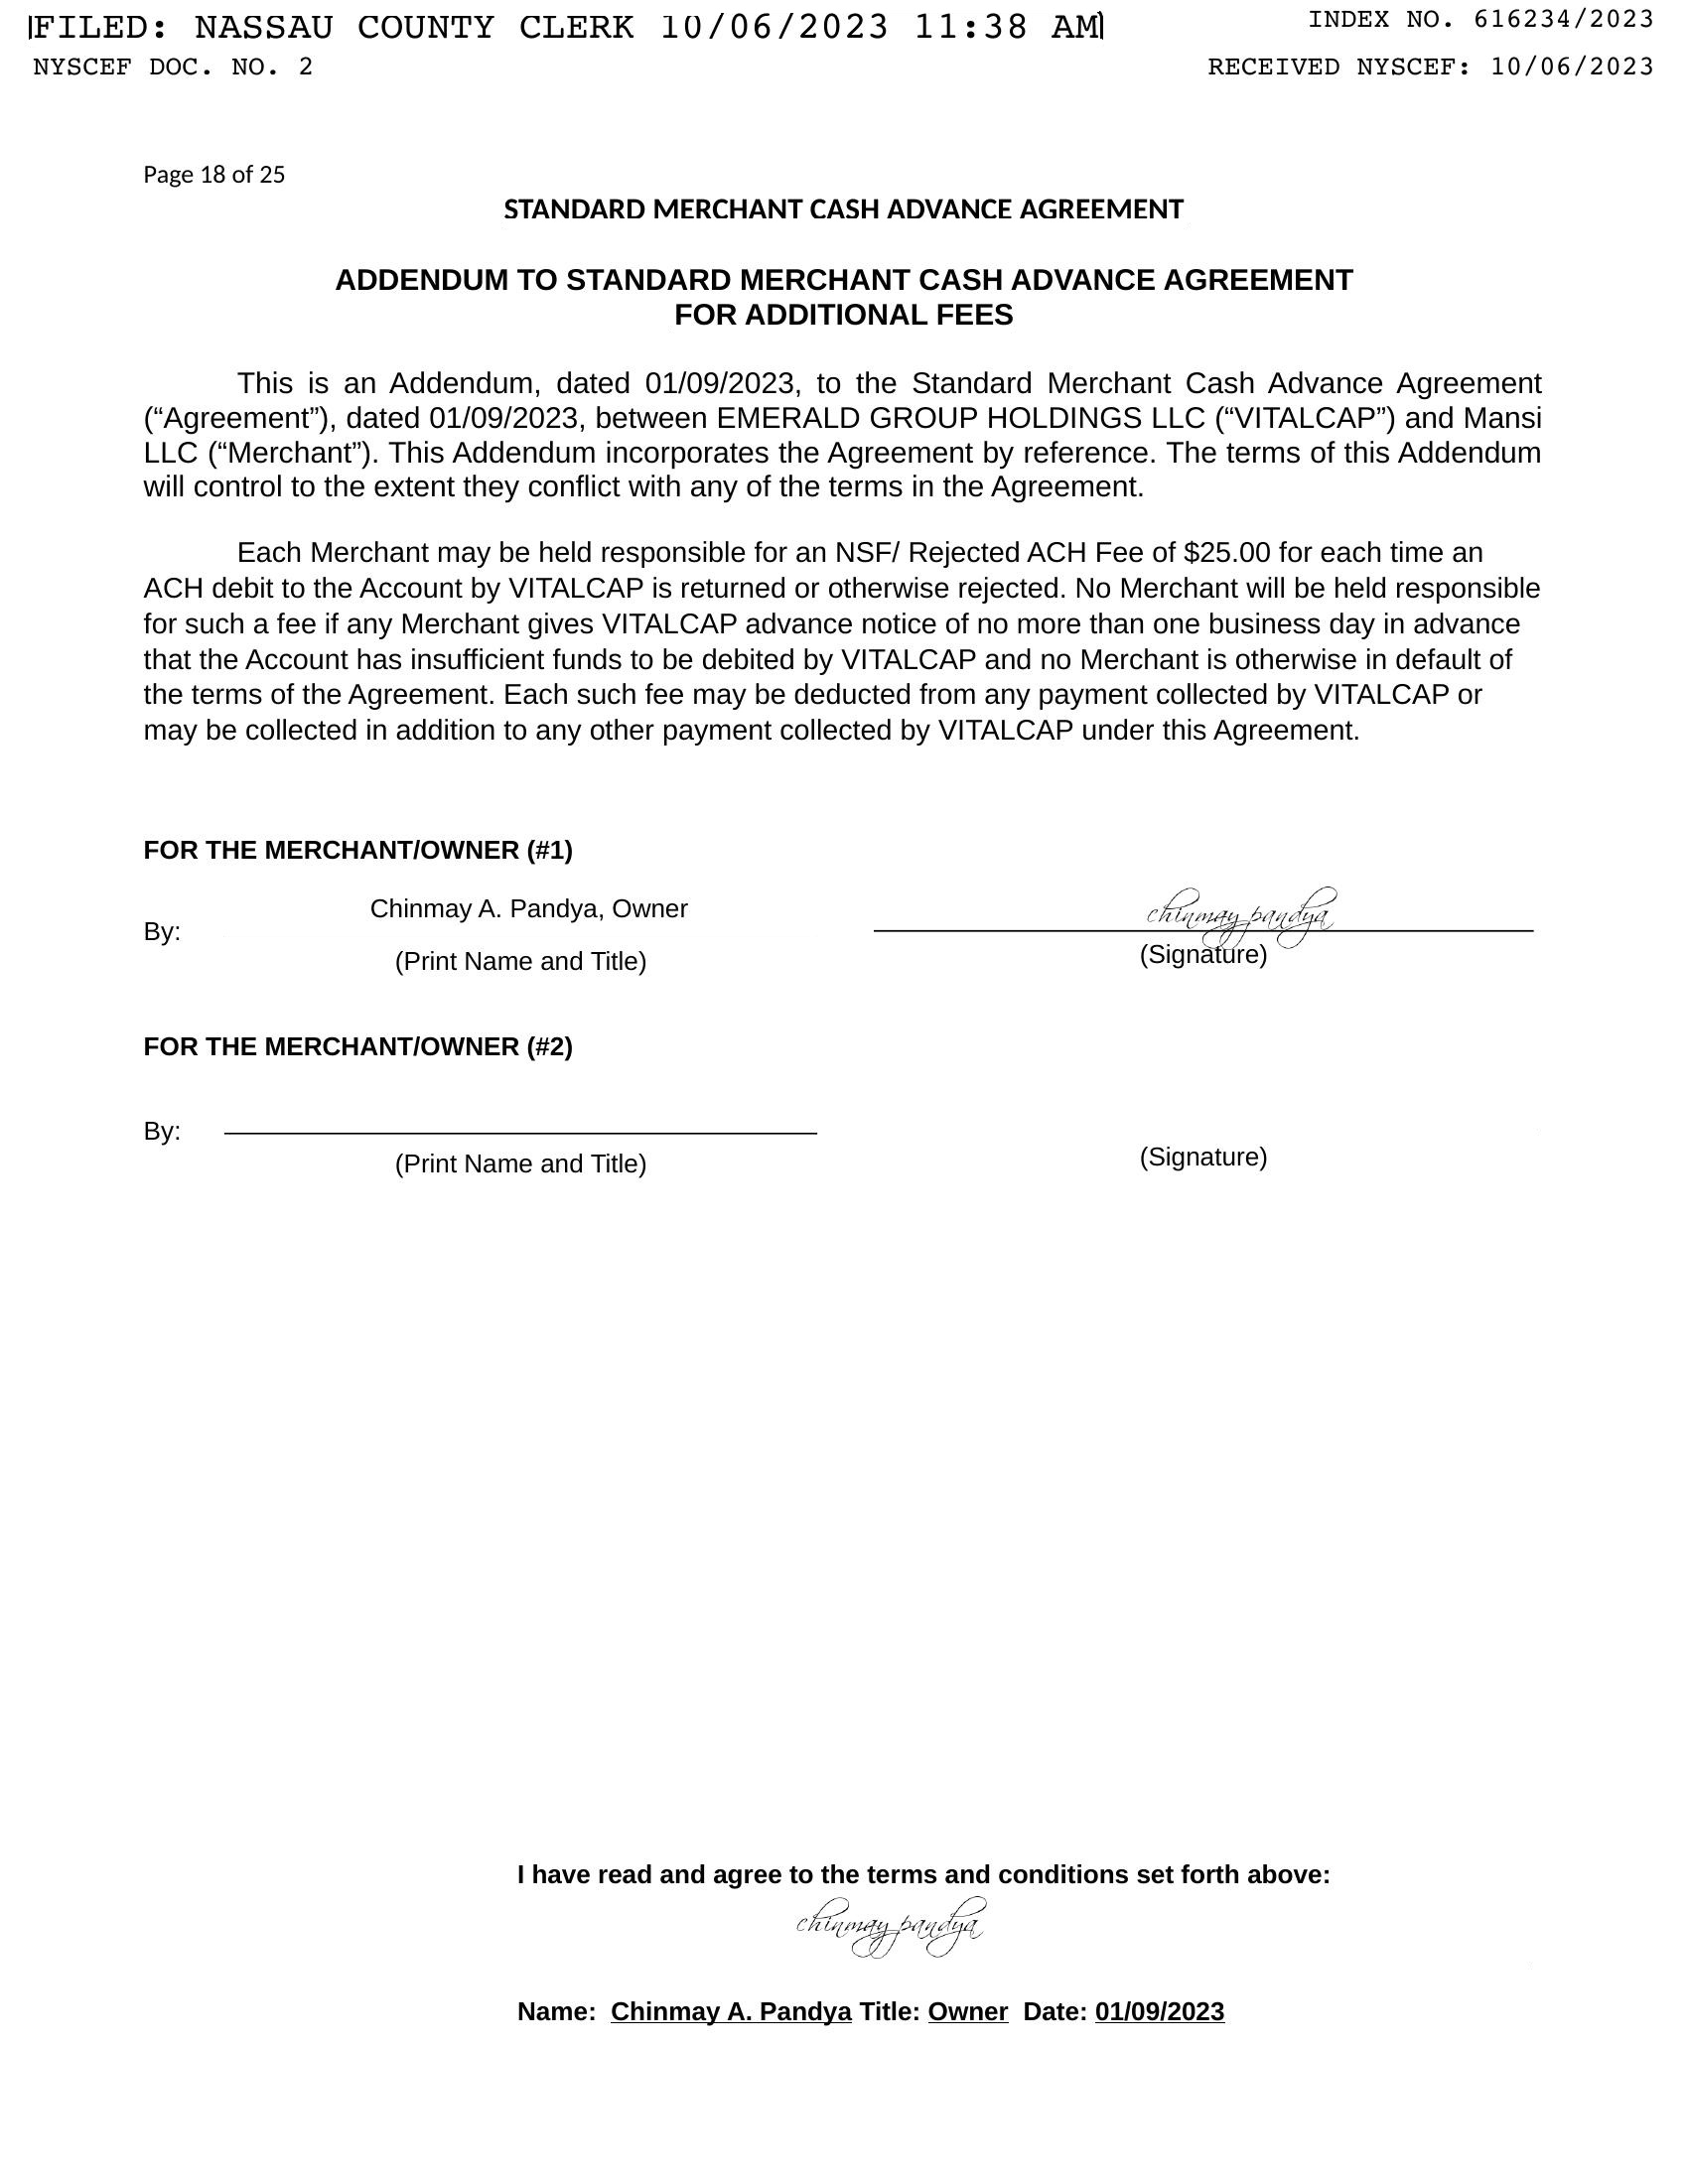 FILED: NASSAU COUNTY CLERK 10/06/2023 11:38 AM
INDEX NO. 616234/2023
NYSCEF DOC. NO. 2
RECEIVED NYSCEF: 10/06/2023
Page 18 of 25
STANDARD MERCHANT CASH ADVANCE AGREEMENT
ADDENDUM TO STANDARD MERCHANT CASH ADVANCE AGREEMENT
FOR ADDITIONAL FEES
This is an Addendum, dated 01/09/2023, to the Standard Merchant Cash Advance Agreement
(“Agreement”), dated 01/09/2023, between EMERALD GROUP HOLDINGS LLC (“VITALCAP”) and Mansi
LLC (“Merchant”). This Addendum incorporates the Agreement by reference. The terms of this Addendum
will control to the extent they conflict with any of the terms in the Agreement.
Each Merchant may be held responsible for an NSF/ Rejected ACH Fee of $25.00 for each time an
ACH debit to the Account by VITALCAP is returned or otherwise rejected. No Merchant will be held responsible
for such a fee if any Merchant gives VITALCAP advance notice of no more than one business day in advance
that the Account has insufficient funds to be debited by VITALCAP and no Merchant is otherwise in default of
the terms of the Agreement. Each such fee may be deducted from any payment collected by VITALCAP or
may be collected in addition to any other payment collected by VITALCAP under this Agreement.
FOR THE MERCHANT/OWNER (#1)
Chinmay A. Pandya, Owner
chinmay pandya
By:
(Print Name and Title)
(Signature)
FOR THE MERCHANT/OWNER (#2)
By:
(Print Name and Title)
(Signature)
I have read and agree to the terms and conditions set forth above:
chinmay pandya
Name: Chinmay A. Pandya Title: Owner Date: 01/09/2023